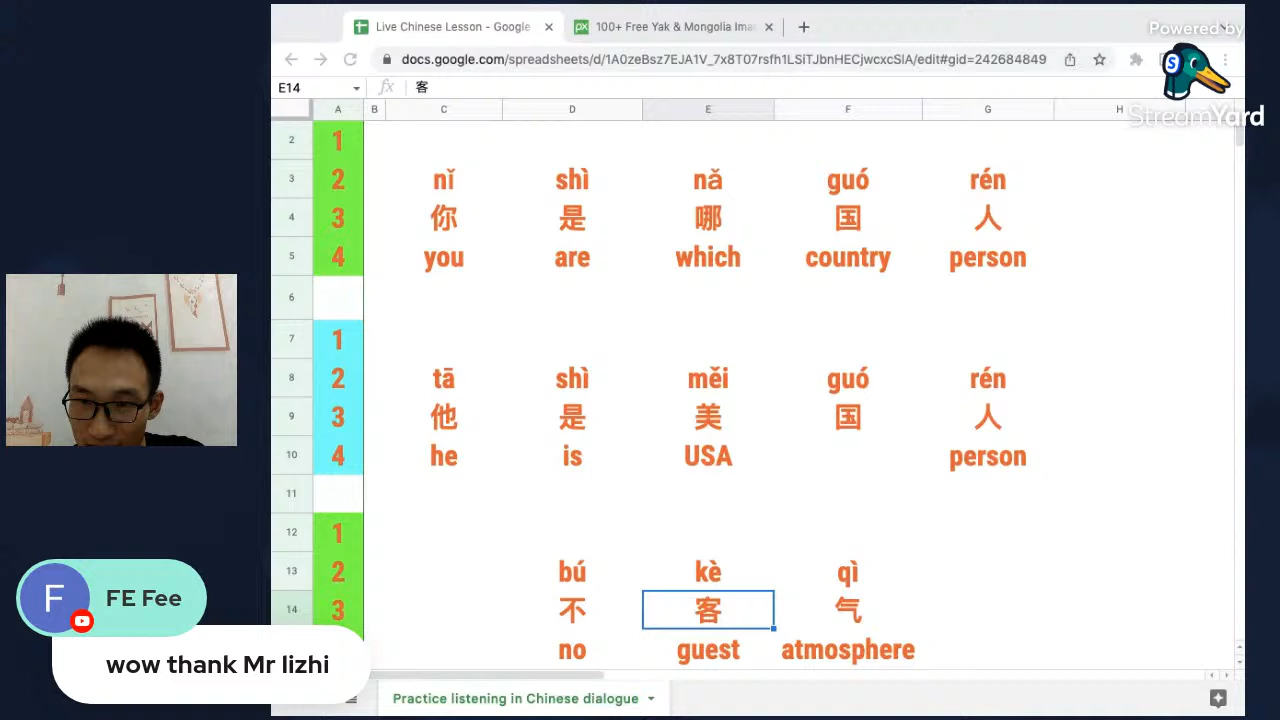 Live Chinese Lesson - Google
100+ Free Yak & Mongolia Ima
Powered by
docs.google.com/spreadsheets/d/1A0zeBsz7EJA1V_7x8T07rsfh1LSiTJbnHECjwcxcSlA/edit#gid=242684849
StreamYard
E14 fx 客
A B C D E F G H
2 1
3 2 nǐ shì nǎ guó rén
4 3 你 是 哪 国 人
5 4 you are which country person
6
7 1
8 2 tā shì měi guó rén
9 3 他 是 美 国 人
10 4 he is USA person
11
12 1
13 2 bú kè qì
14 3 不 客 气
no guest atmosphere
F FE Fee
wow thank Mr lizhi
Practice listening in Chinese dialogue